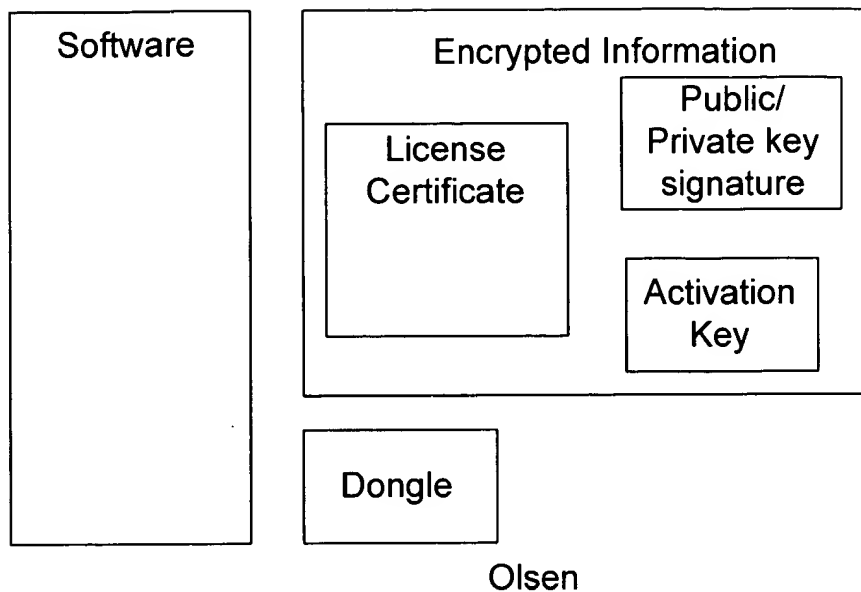 Software
Encrypted Information
License
Certificate
Public/
Private key
signature
Activation
Key
Dongle
Olsen